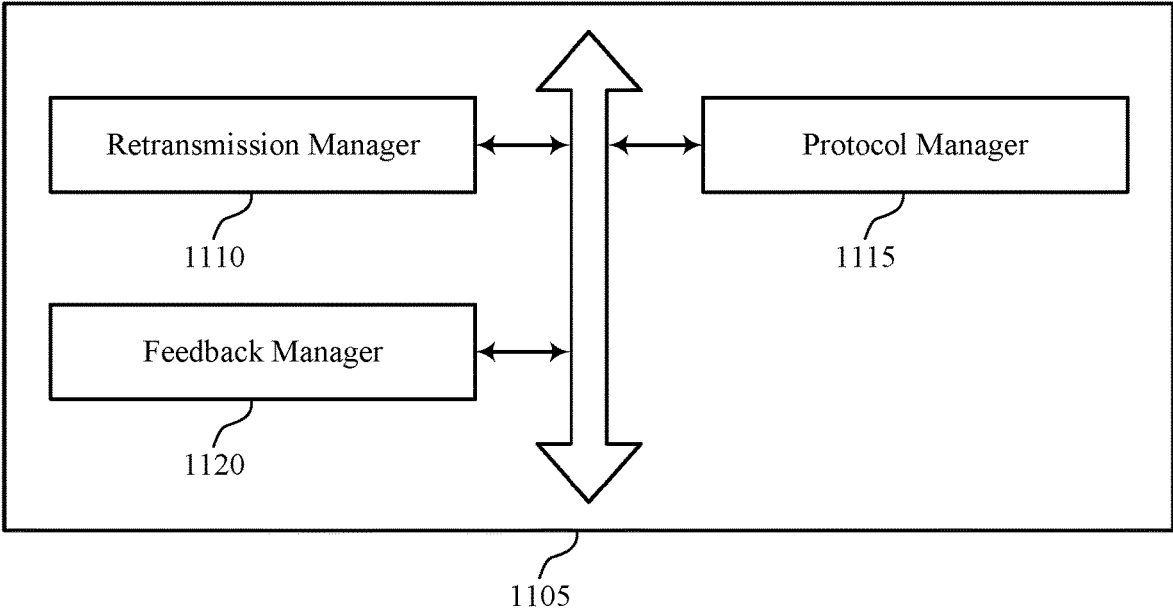 Retransmission Manager
Protocol Manager
1110
1115
Feedback Manager
1120
1105